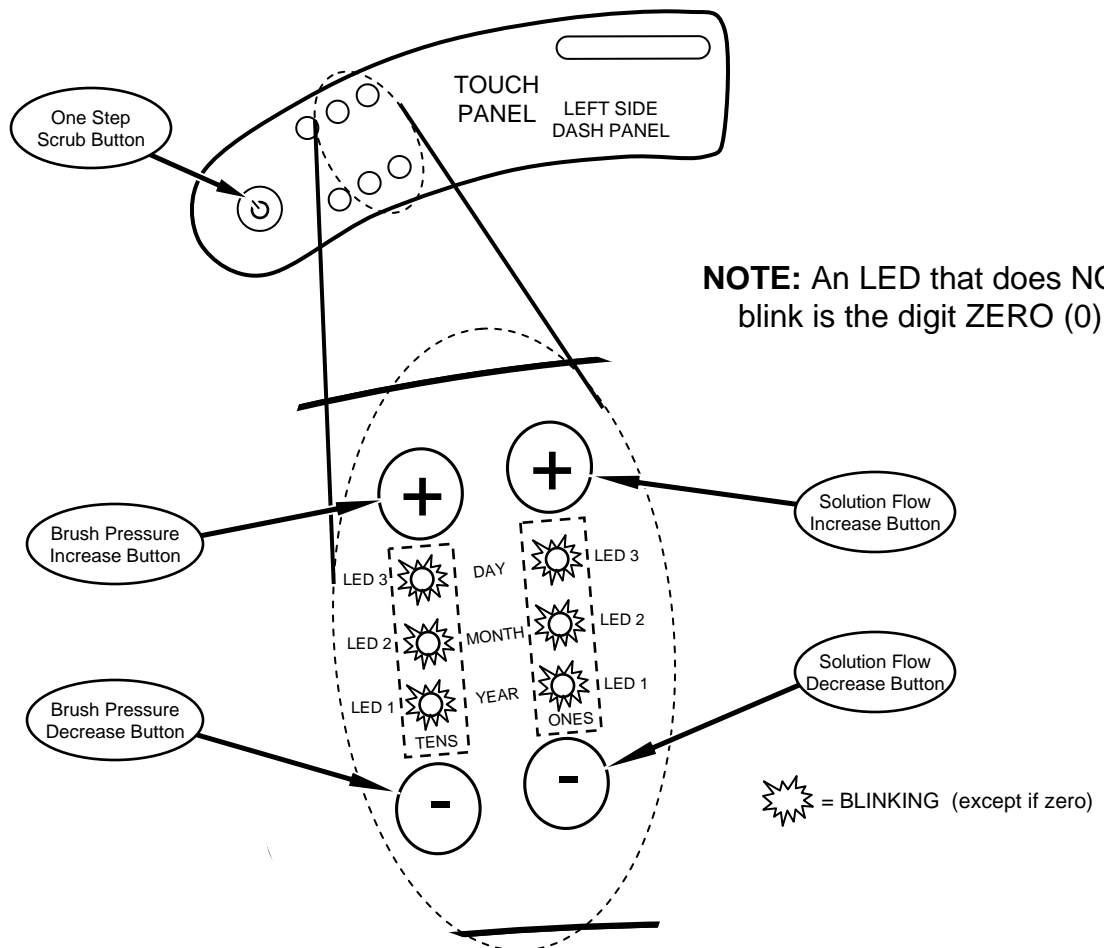 TOUCH
PANEL
LEFT SIDE
DASH PANEL
One Step
Scrub Button
NOTE: An LED that does NO
blink is the digit ZERO (0)
+
+
Brush Pressure
Increase Button
Solution Flow
Increase Button
LED 3
DAY
LED 3
LED 2
MONTH
LED 2
LED 1
YEAR
LED 1
TENS
ONES
Brush Pressure
Decrease Button
Solution Flow
Decrease Button
-
-
= BLINKING (except if zero)